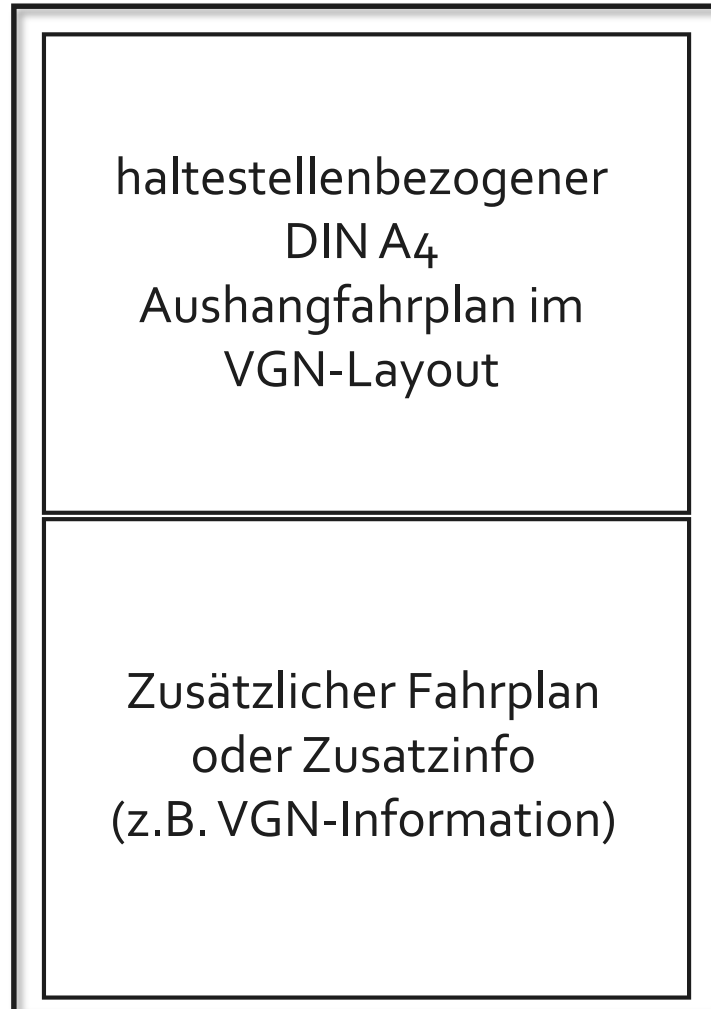 haltestellenbezogener
DIN A4
Aushangfahrplan im
VGN-Layout
Zusätzlicher Fahrplan
oder Zusatzinfo
(z.B. VGN-Information)